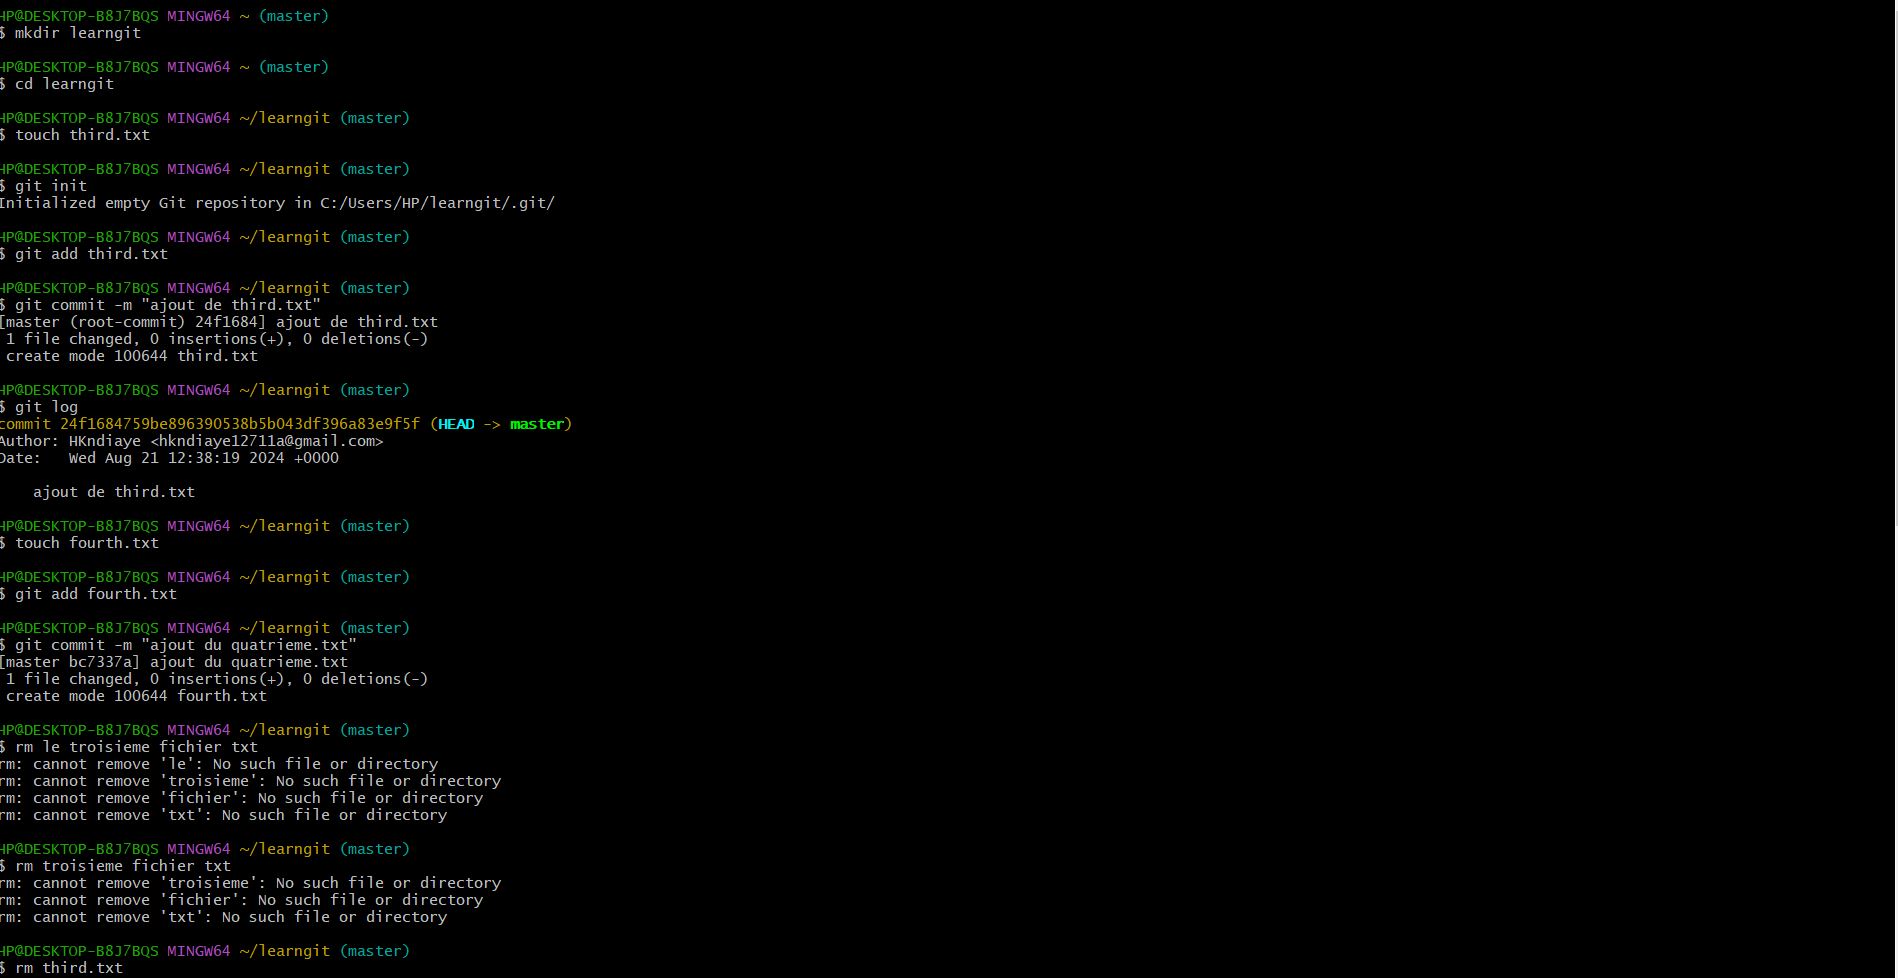 HP@DESKTOP-B8J7BQS MINGW64 ~ (master)
$ mkdir learngit
HP@DESKTOP-B8J7BQS MINGW64 ~ (master)
$ cd learngit
HP@DESKTOP-B8J7BQS MINGW64 ~/learngit (master)
$ touch third.txt
HP@DESKTOP-B8J7BQS MINGW64 ~/learngit (master)
$ git init
Initialized empty Git repository in C:/Users/HP/learngit/.git/
HP@DESKTOP-B8J7BQS MINGW64 ~/learngit (master)
$ git add third.txt
HP@DESKTOP-B8J7BQS MINGW64 ~/learngit (master)
$ git commit -m "ajout de third.txt"
[master (root-commit) 24f1684] ajout de third.txt
1 file changed, 0 insertions(+), 0 deletions(-)
create mode 100644 third.txt
HP@DESKTOP-B8J7BQS MINGW64 ~/learngit (master)
$ git log
commit 24f1684759be896390538b5b043df396a83e9f5f (HEAD -> master)
Author: HKndiaye <hkndiaye12711a@gmail.com>
Date:   Wed Aug 21 12:38:19 2024 +0000
ajout de third.txt
HP@DESKTOP-B8J7BQS MINGW64 ~/learngit (master)
$ touch fourth.txt
HP@DESKTOP-B8J7BQS MINGW64 ~/learngit (master)
$ git add fourth.txt
HP@DESKTOP-B8J7BQS MINGW64 ~/learngit (master)
$ git commit -m "ajout du quatrieme.txt"
[master bc7337a] ajout du quatrieme.txt
1 file changed, 0 insertions(+), 0 deletions(-)
create mode 100644 fourth.txt
HP@DESKTOP-B8J7BQS MINGW64 ~/learngit (master)
$ rm le troisieme fichier txt
rm: cannot remove 'le': No such file or directory
rm: cannot remove 'troisieme': No such file or directory
rm: cannot remove 'fichier': No such file or directory
rm: cannot remove 'txt': No such file or directory
HP@DESKTOP-B8J7BQS MINGW64 ~/learngit (master)
$ rm troisieme fichier txt
rm: cannot remove 'troisieme': No such file or directory
rm: cannot remove 'fichier': No such file or directory
rm: cannot remove 'txt': No such file or directory
HP@DESKTOP-B8J7BQS MINGW64 ~/learngit (master)
$ rm third.txt